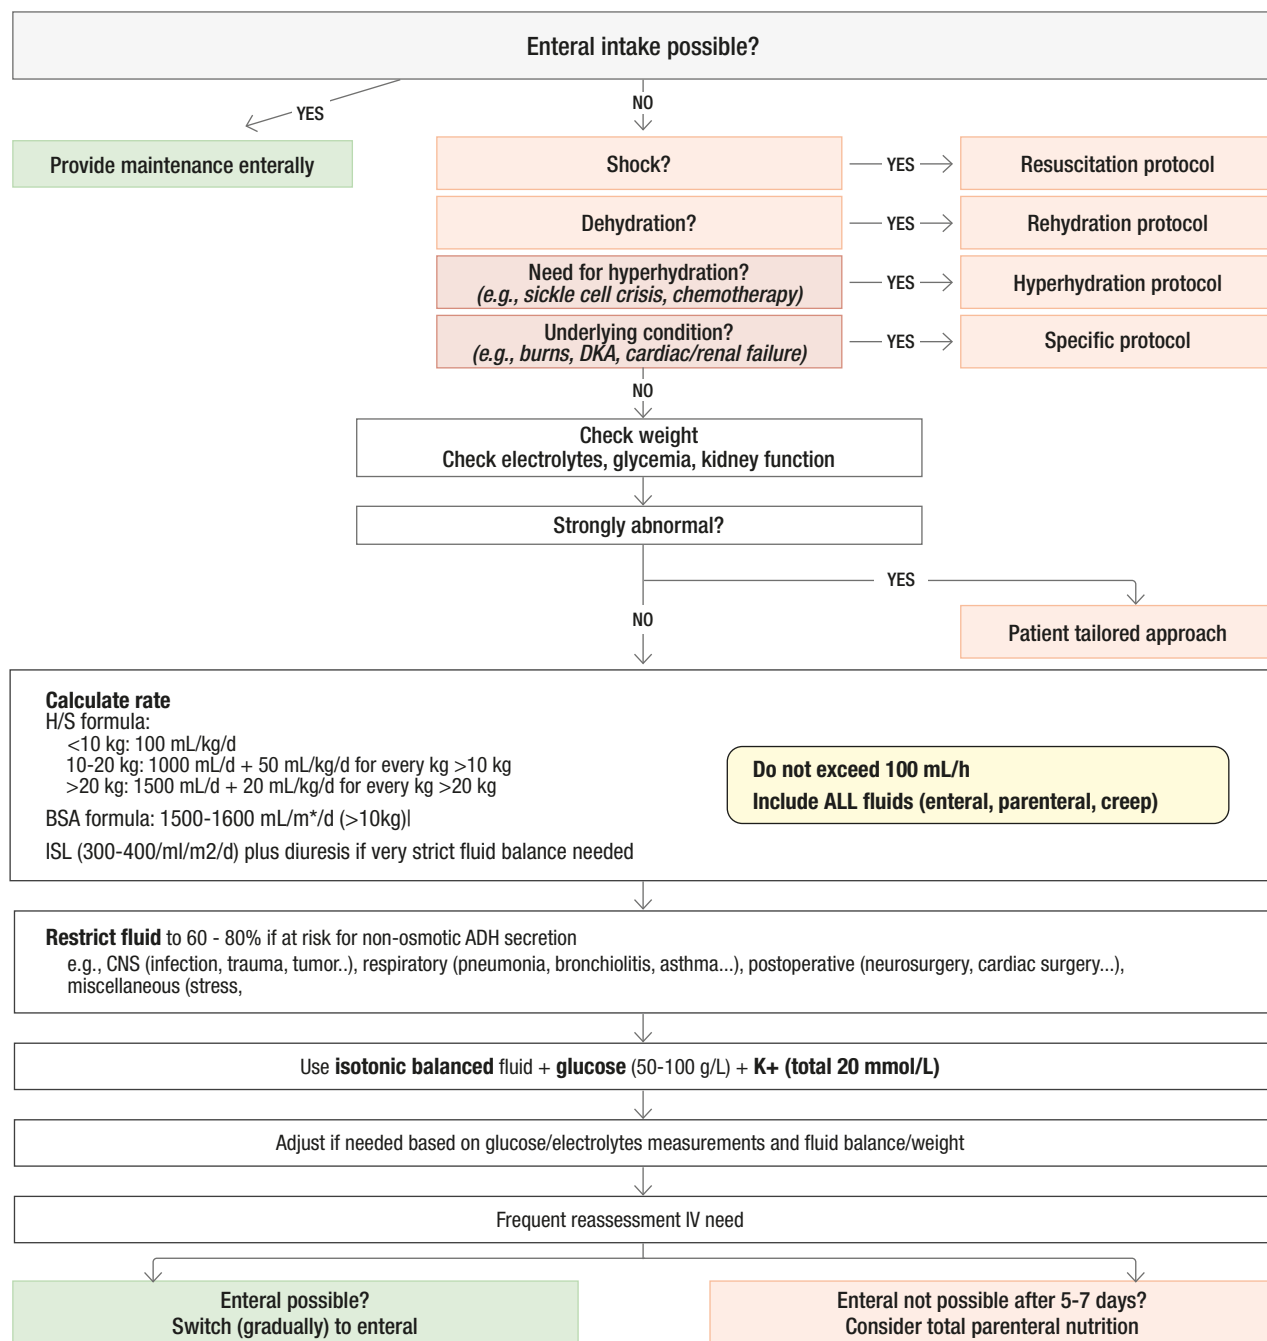 Enteral intake possible?
YES
NO
Provide maintenance enterally
Shock?
YES
Resuscitation protocol
Dehydration?
YES
Rehydration protocol
Need for hyperhydration?
(e.g., sickle cell crisis, chemotherapy)
YES
Hyperhydration protocol
Underlying condition?
(e.g., burns, DKA, cardiac/renal failure)
YES
Specific protocol
NO
Check weight
Check electrolytes, glycemia, kidney function
Strongly abnormal?
YES
NO
Patient tailored approach
Calculate rate
H/S formula:
<10 kg: 100 mL/kg/d
10-20 kg: 1000 mL/d + 50 mL/kg/d for every kg >10 kg
>20 kg: 1500 mL/d + 20 mL/kg/d for every kg >20 kg
BSA formula: 1500-1600 mL/m*/d (>10kg)|
ISL (300-400/ml/m2/d) plus diuresis if very strict fluid balance needed
Do not exceed 100 mL/h
Include ALL fluids (enteral, parenteral, creep)
Restrict fluid to 60 - 80% if at risk for non-osmotic ADH secretion
e.g., CNS (infection, trauma, tumor..), respiratory (pneumonia, bronchiolitis, asthma...), postoperative (neurosurgery, cardiac surgery...),
miscellaneous (stress,
Use isotonic balanced fluid + glucose (50-100 g/L) + K+ (total 20 mmol/L)
Adjust if needed based on glucose/electrolytes measurements and fluid balance/weight
Frequent reassessment IV need
Enteral possible?
Switch (gradually) to enteral
Enteral not possible after 5-7 days?
Consider total parenteral nutrition